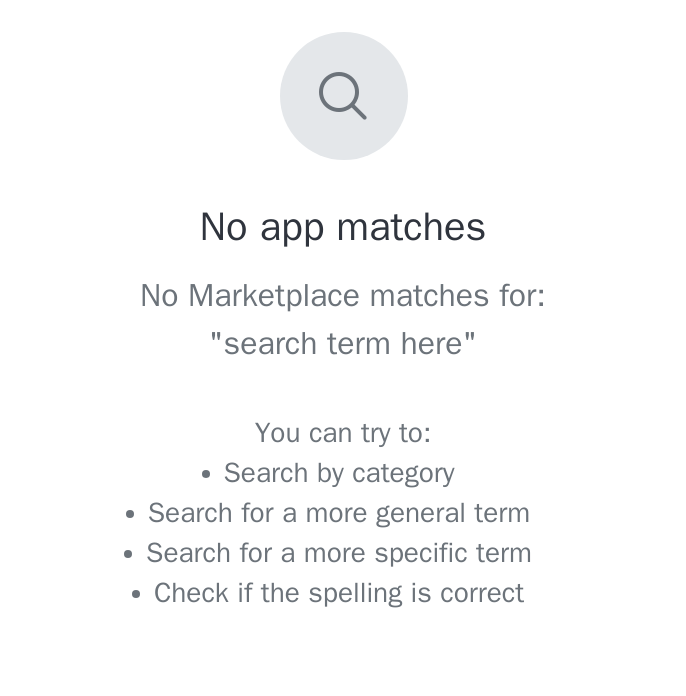 No app matches
No Marketplace matches for:
"search term here"
You can try to:
• Search by category
• Search for a more general term
• Search for a more specific term
• Check if the spelling is correct